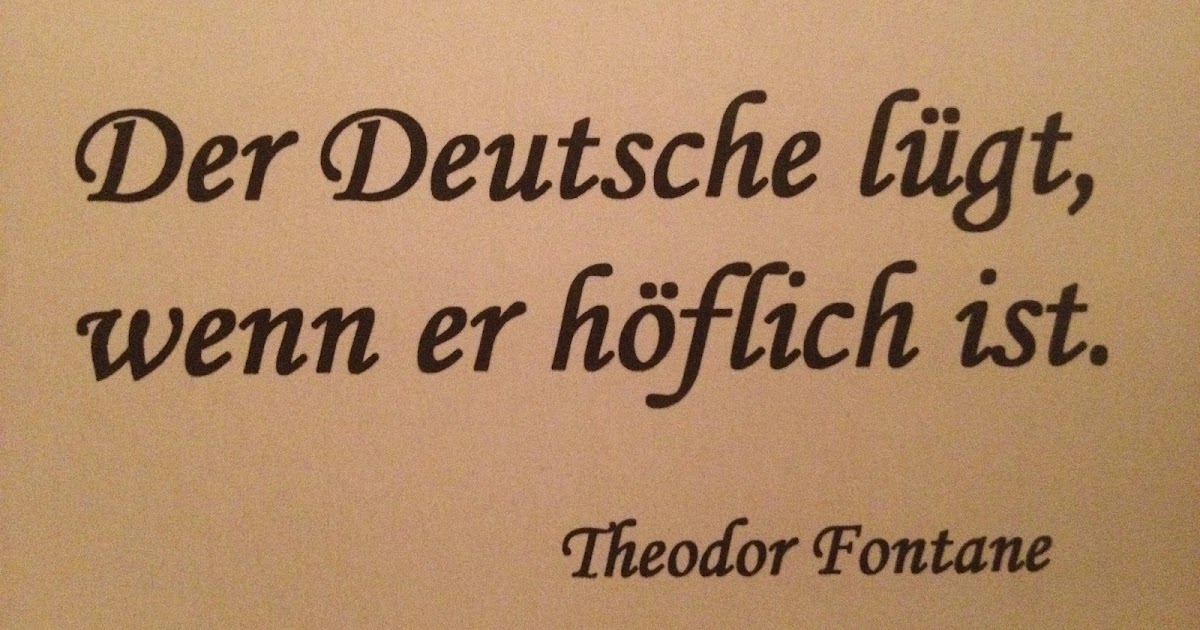 Der Deutsche lügt,
wenn er höflich ist.
Theodor Fontane